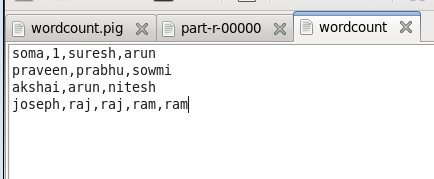 wordcount.pig part-r-00000 wordcount
soma,1,suresh,arun
praveen,prabhu,sowmi
akshai,arun,nitesh
joseph,raj,raj,ram,ram